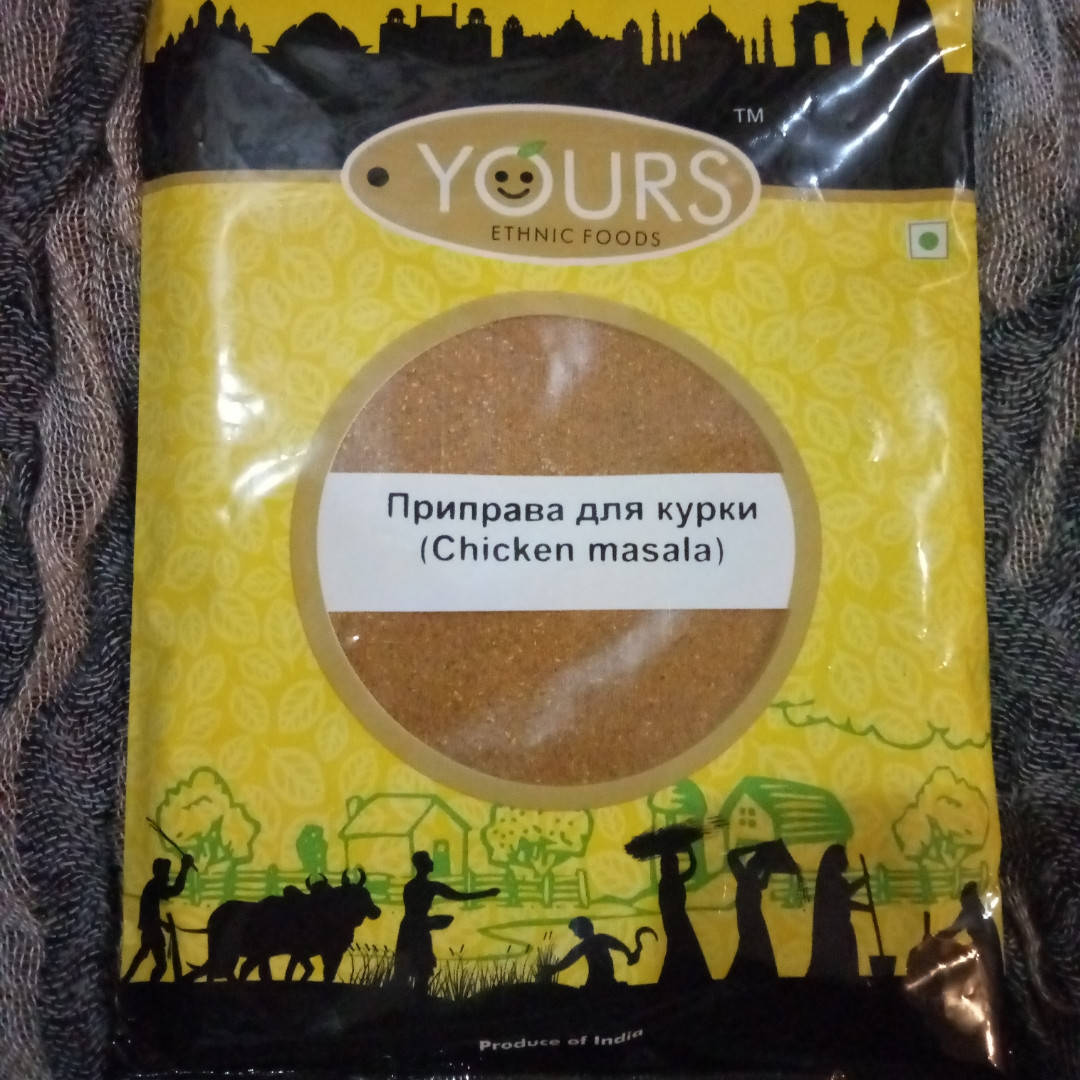 TM
YOURS
ETHNIC FOODS
Приправа для курки
(Chicken masala)
Produce of India